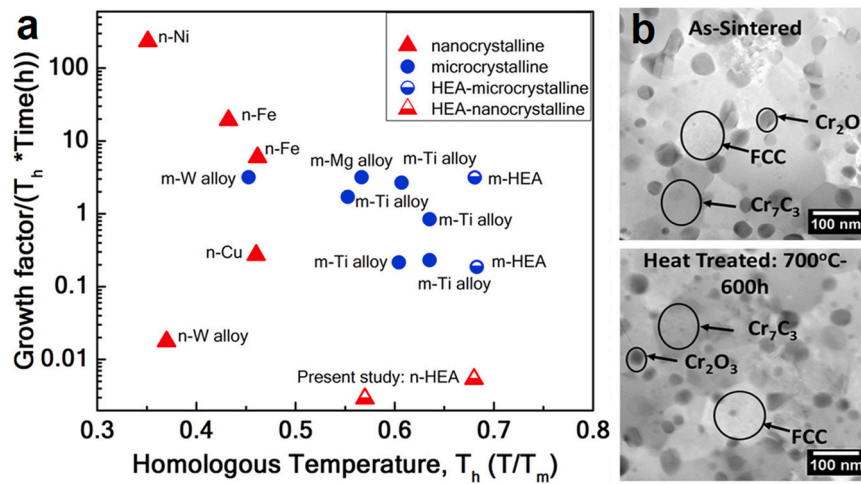 a
Growth factor/(Th *Time(h))
100
10
1
0.1
0.01
n-Ni
n-Fe
n-Fe
m-W alloy
m-Mg alloy
m-Ti alloy
m-HEA
m-Ti alloy
m-Ti alloy
n-Cu
m-Ti alloy
m-HEA
m-Ti alloy
n-W alloy
Present study: n-HEA
nanocrystalline
microcrystalline
HEA-microcrystalline
HEA-nanocrystalline
0.3 0.4 0.5 0.6 0.7 0.8
Homologous Temperature, Th (T/Tm)
b
As-Sintered
Cr2O
FCC
Cr7C3
100 nm
Heat Treated: 700oC-
600h
Cr7C3
Cr2O3
FCC
100 nm